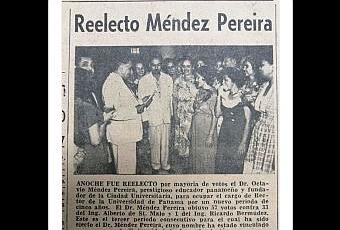 Reelecto Méndez Pereira
ANOCHE FUE REELECTO por mayoría de votos el Dr. Octa-
vio Méndez Pereira, prestigioso educador panameño y funda-
dor de la Ciudad Universitaria, para ocupar el cargo de Rec-
tor de la Universidad de Panamá por un nuevo período de
cinco años. El Dr. Méndez Pereira obtuvo 57 votos contra 31
del Ing. Alberto de St. Malo y 1 del Ing. Ricardo Bermúdez.
Este es el tercer período consecutivo para el cual ha sido
electo el Dr. Méndez Pereira, cuyo nombre ha estado vinculado